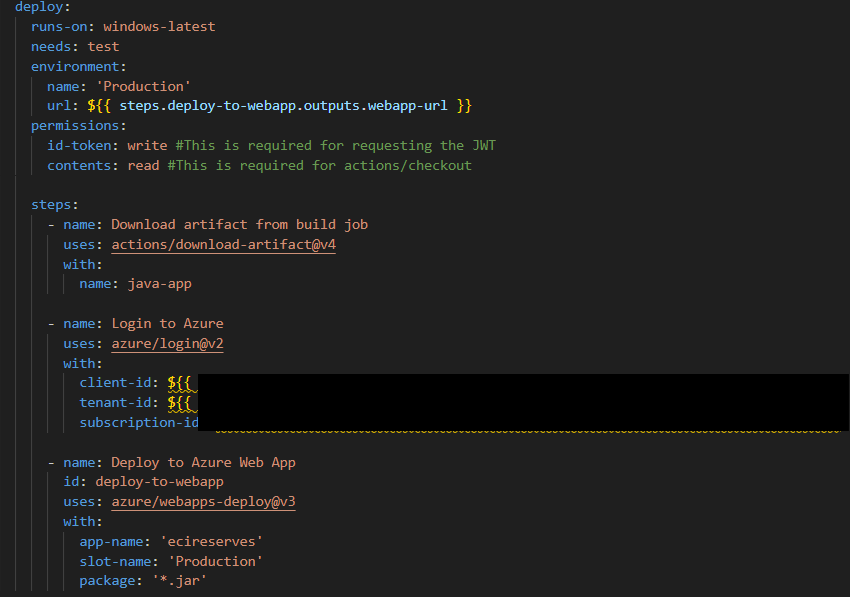 deploy:
runs-on: windows-latest
needs: test
environment:
name: 'Production'
url: ${{ steps.deploy-to-webapp.outputs.webapp-url }}
permissions:
id-token: write #This is required for requesting the JWT
contents: read #This is required for actions/checkout
steps:
- name: Download artifact from build job
uses: actions/download-artifact@v4
with:
name: java-app
- name: Login to Azure
uses: azure/login@v2
with:
client-id: ${{
tenant-id: ${{
subscription-id
- name: Deploy to Azure Web App
id: deploy-to-webapp
uses: azure/webapps-deploy@v3
with:
app-name: 'ecireserves'
slot-name: 'Production'
package: '*.jar'